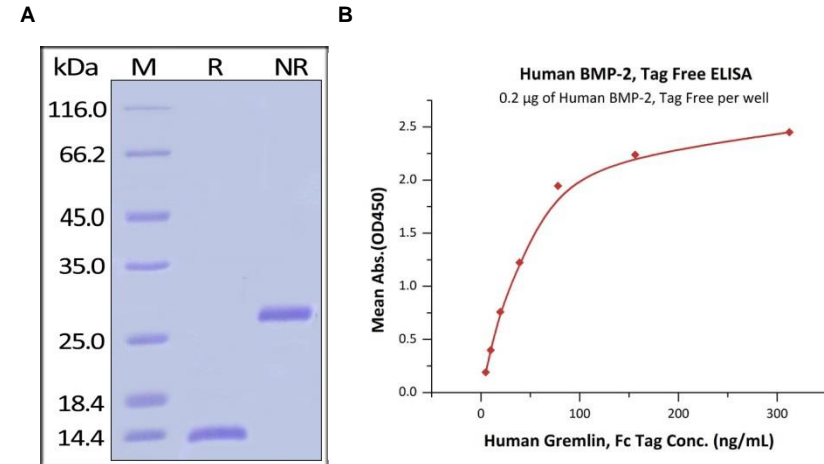 A
B
kDa M R NR
116.0
66.2
45.0
35.0
25.0
18.4
14.4
Human BMP-2, Tag Free ELISA
0.2 µg of Human BMP-2, Tag Free per well
Mean Abs.(OD450)
2.5
2.0
1.5
1.0
0.5
0.0
0 100 200 300
Human Gremlin, Fc Tag Conc. (ng/mL)